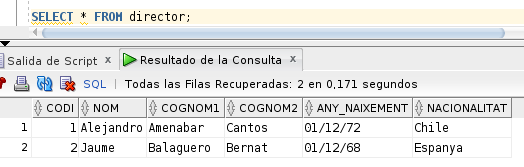 SELECT * FROM director;
Salida de Script × Resultado de la Consulta ×
SQL | Todas las Filas Recuperadas: 2 en 0,171 segundos
CODI NOM COGNOM1 COGNOM2 ANY_NAIXEMENT NACIONALITAT
1 1 Alejandro Amenabar Cantos 01/12/72 Chile
2 2 Jaume Balaguero Bernat 01/12/68 Espanya